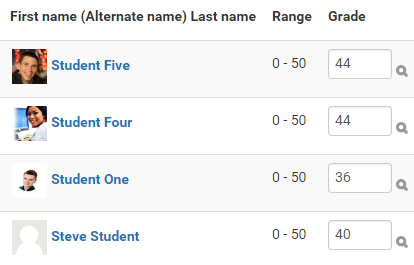 First name (Alternate name) Last name Range Grade
Student Five 0 - 50 44
Student Four 0 - 50 44
Student One 0 - 50 36
Steve Student 0 - 50 40